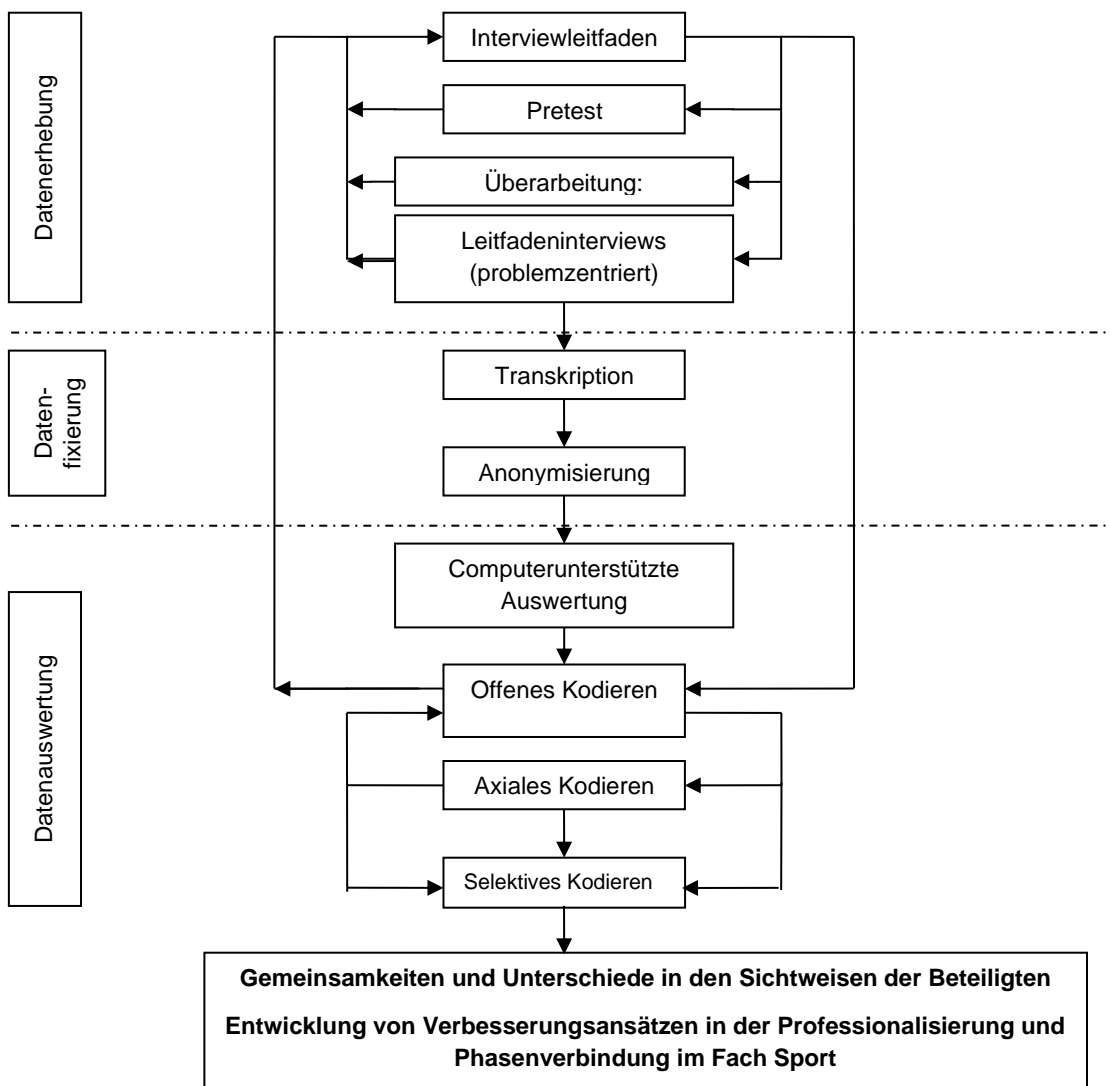 Datenerhebung
Interviewleitfaden
Pretest
Überarbeitung:
Leitfadeninterviews
(problemzentriert)
Daten-
fixierung
Transkription
Anonymisierung
Datenauswertung
Computerunterstützte
Auswertung
Offenes Kodieren
Axiales Kodieren
Selektives Kodieren
Gemeinsamkeiten und Unterschiede in den Sichtweisen der Beteiligten
Entwicklung von Verbesserungsansätzen in der Professionalisierung und
Phasenverbindung im Fach Sport